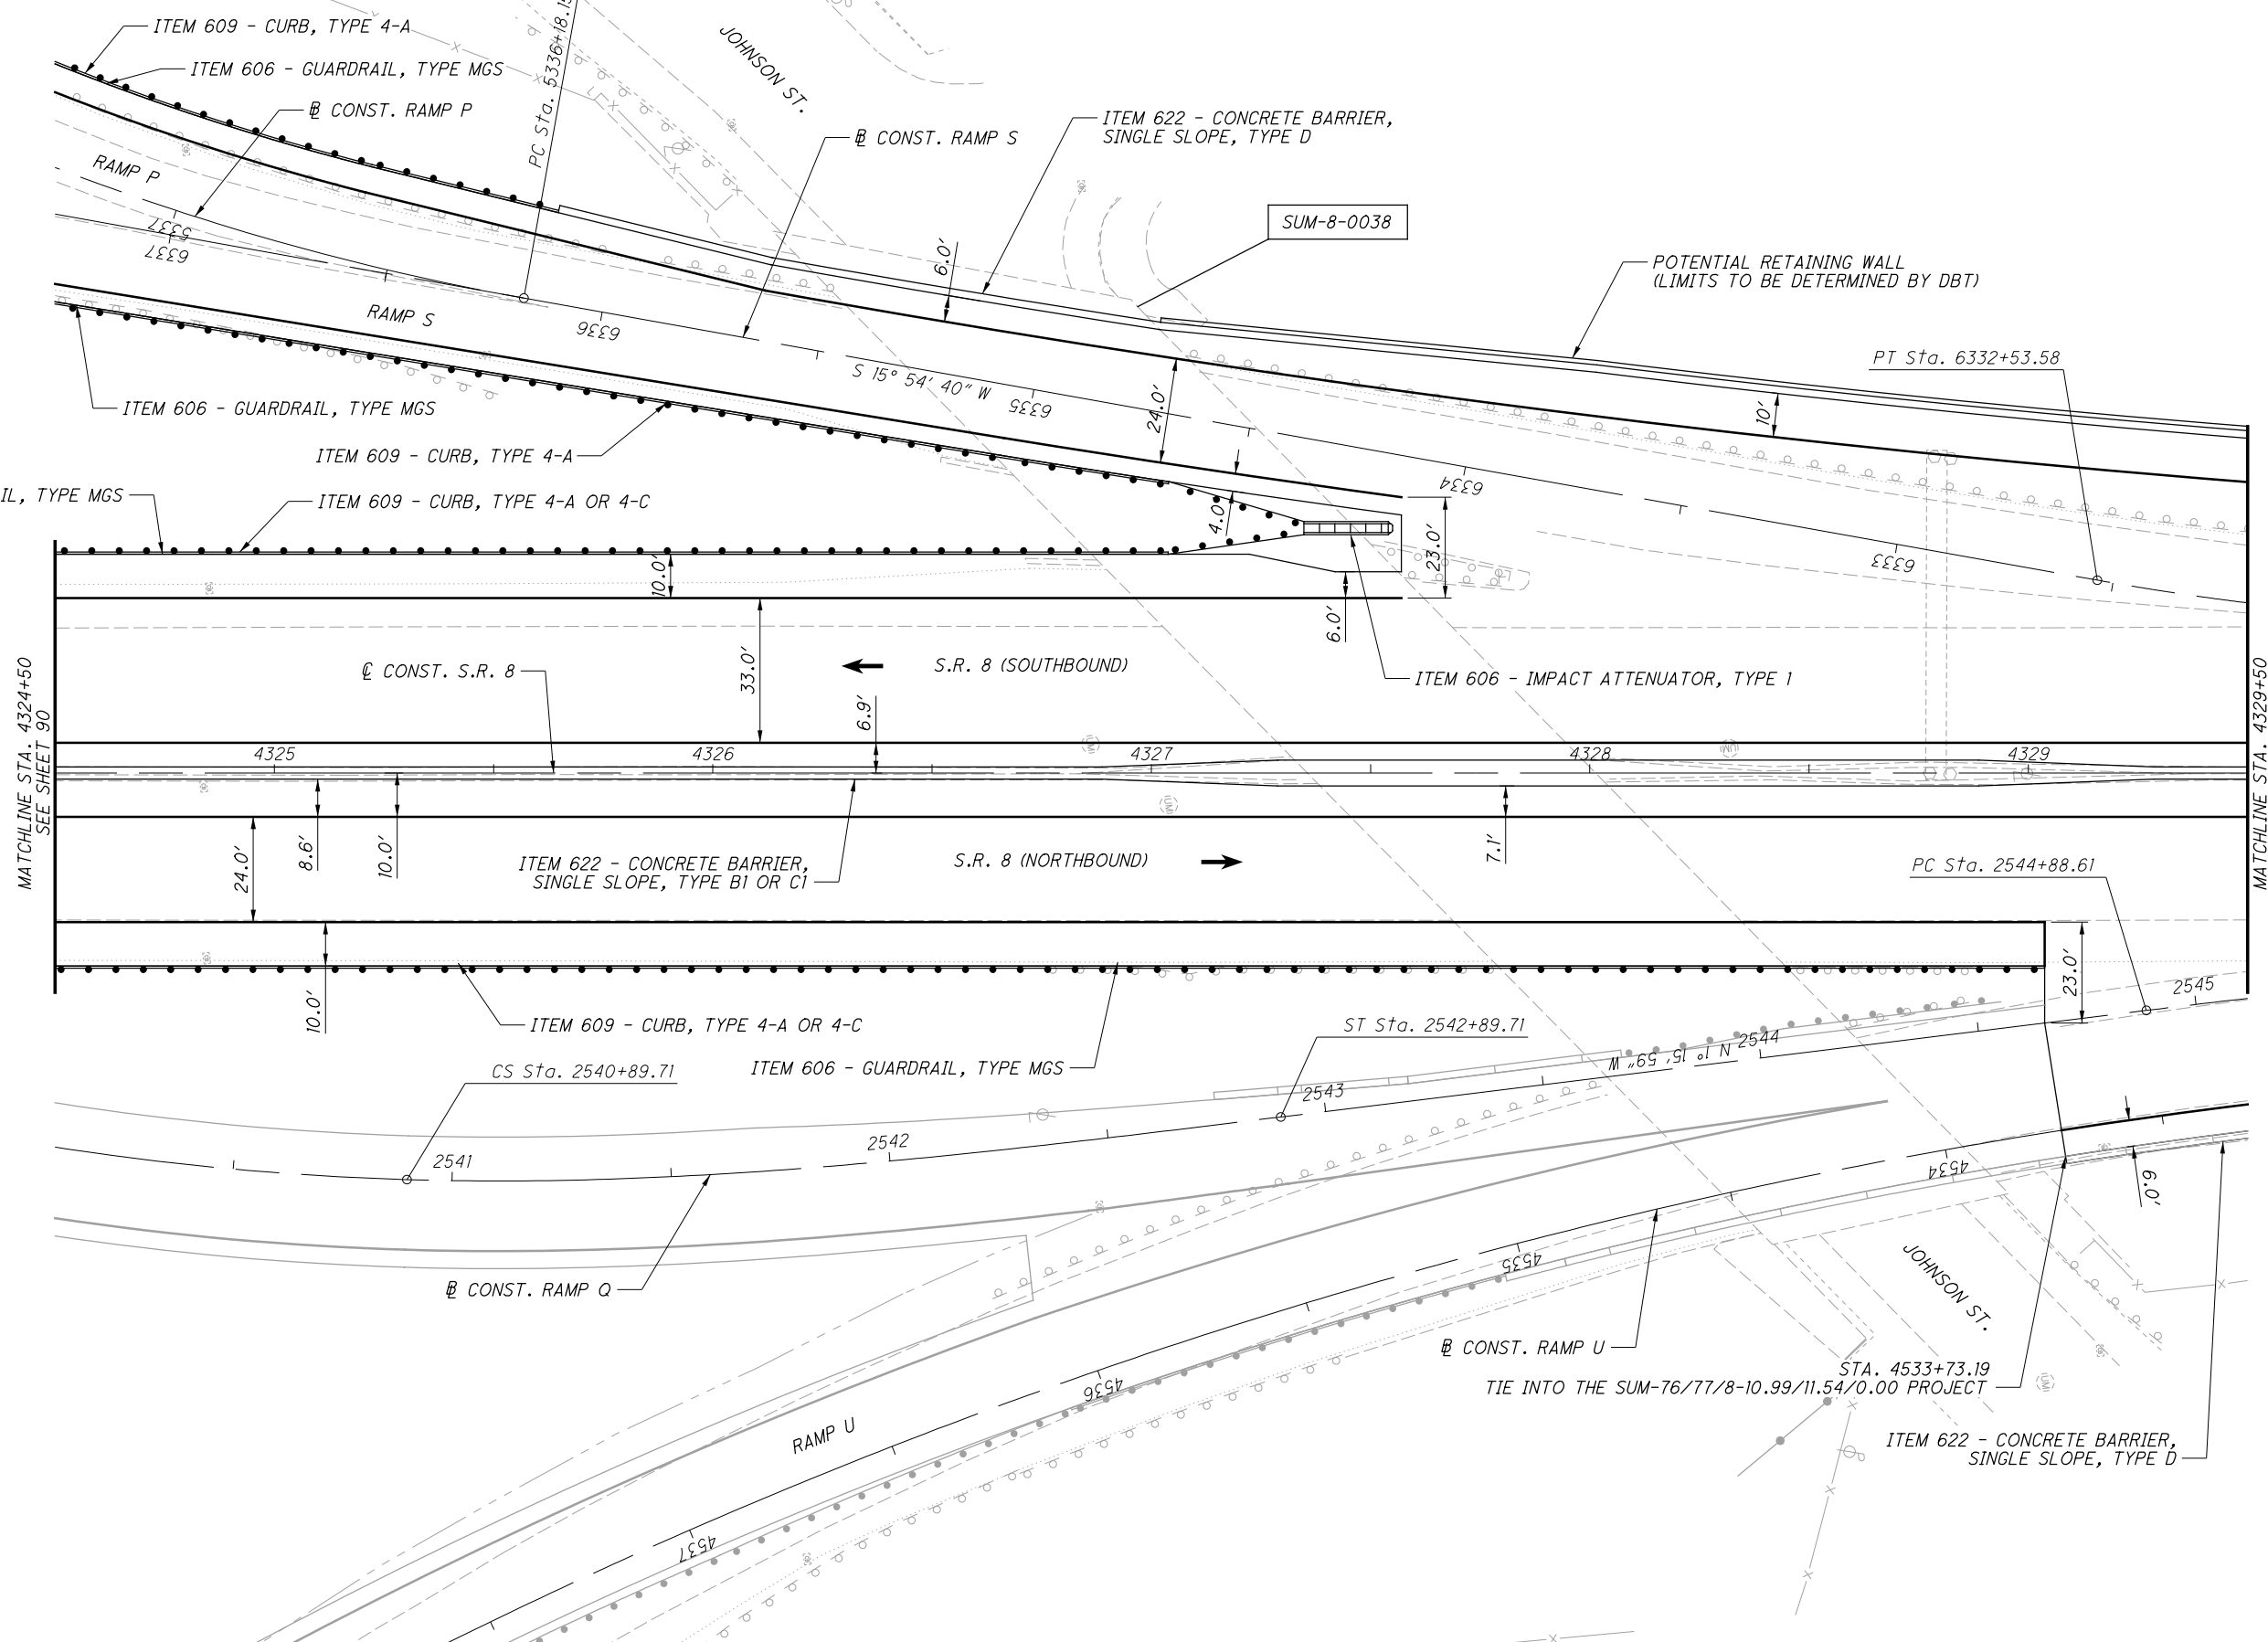 ITEM 609 - CURB, TYPE 4-A
ITEM 606 - GUARDRAIL, TYPE MGS
CONST. RAMP P
RAMP P
PC Sta. 5336+18.15
JOHNSON ST.
CONST. RAMP S
ITEM 622 - CONCRETE BARRIER,
SINGLE SLOPE, TYPE D
6.0'
SUM-8-0038
POTENTIAL RETAINING WALL
(LIMITS TO BE DETERMINED BY DBT)
PT Sta. 6332+53.58
5337
6337
RAMP S
6336
S 15° 54' 40" W
6335
24.0'
10'
6334
6333
ITEM 606 - GUARDRAIL, TYPE MGS
ITEM 609 - CURB, TYPE 4-A
IL, TYPE MGS
ITEM 609 - CURB, TYPE 4-A OR 4-C
4.0'
23.0'
10.0'
6.0'
33.0'
MATCHLINE STA. 4324+50
SEE SHEET 90
℄ CONST. S.R. 8
S.R. 8 (SOUTHBOUND)
ITEM 606 - IMPACT ATTENUATOR, TYPE 1
6.9'
MATCHLINE STA. 4329+50
4325
4326
4327
4328
4329
24.0'
8.6'
10.0'
ITEM 622 - CONCRETE BARRIER,
SINGLE SLOPE, TYPE B1 OR C1
S.R. 8 (NORTHBOUND)
7.1'
PC Sta. 2544+88.61
10.0'
23.0'
2545
ITEM 609 - CURB, TYPE 4-A OR 4-C
ITEM 606 - GUARDRAIL, TYPE MGS
ST Sta. 2542+89.71
N 1° 15' 59" W
2544
CS Sta. 2540+89.71
2543
2542
2541
4534
6.0'
CONST. RAMP Q
4535
JOHNSON ST.
CONST. RAMP U
STA. 4533+73.19
TIE INTO THE SUM-76/77/8-10.99/11.54/0.00 PROJECT
4536
RAMP U
ITEM 622 - CONCRETE BARRIER,
SINGLE SLOPE, TYPE D
4537